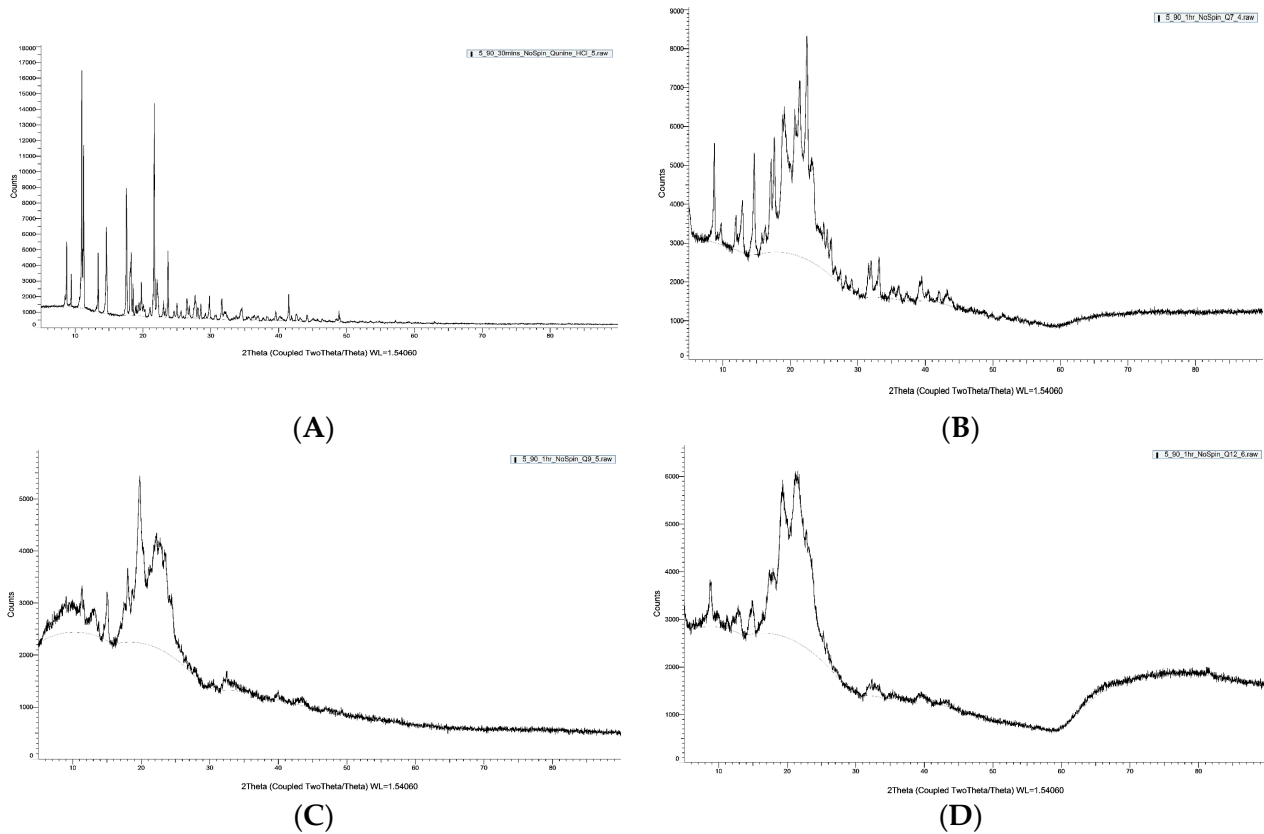 5_90_30mins_NoSpin_Qunine_HCl_5.raw
Counts
18000
17000
16000
15000
14000
13000
12000
11000
10000
9000
8000
7000
6000
5000
4000
3000
2000
1000
0
10 20 30 40 50 60 70 80
2Theta (Coupled TwoTheta/Theta) WL=1.54060
(A)
5_90_1hr_NoSpin_Q7_4.raw
Counts
9000
8000
7000
6000
5000
4000
3000
2000
1000
0
10 20 30 40 50 60 70 80
2Theta (Coupled TwoTheta/Theta) WL=1.54060
(B)
5_90_1hr_NoSpin_Q9_5.raw
Counts
5000
4000
3000
2000
1000
0
10 20 30 40 50 60 70 80
2Theta (Coupled TwoTheta/Theta) WL=1.54060
(C)
5_90_1hr_NoSpin_Q12_6.raw
Counts
6000
5000
4000
3000
2000
1000
0
10 20 30 40 50 60 70 80
2Theta (Coupled TwoTheta/Theta) WL=1.54060
(D)